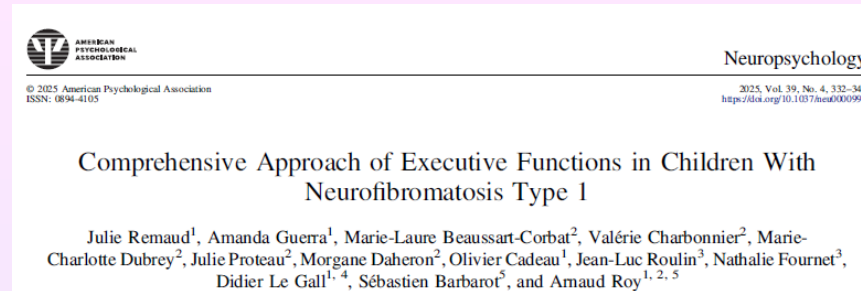 AMERICAN
PSYCHOLOGICAL
ASSOCIATION
Neuropsychology
© 2025 American Psychological Association
ISSN: 0894-4105
2025, Vol. 39, No. 4, 332–34
https://doi.org/10.1037/neu000099
Comprehensive Approach of Executive Functions in Children With
Neurofibromatosis Type 1
Julie Remaud1, Amanda Guerra1, Marie-Laure Beaussart-Corbat2, Valérie Charbonnier2, Marie-
Charlotte Dubrey2, Julie Proteau2, Morgane Daheron2, Olivier Cadeau1, Jean-Luc Roulin3, Nathalie Fournet3,
Didier Le Gall1, 4, Sébastien Barbarot5, and Arnaud Roy1, 2, 5